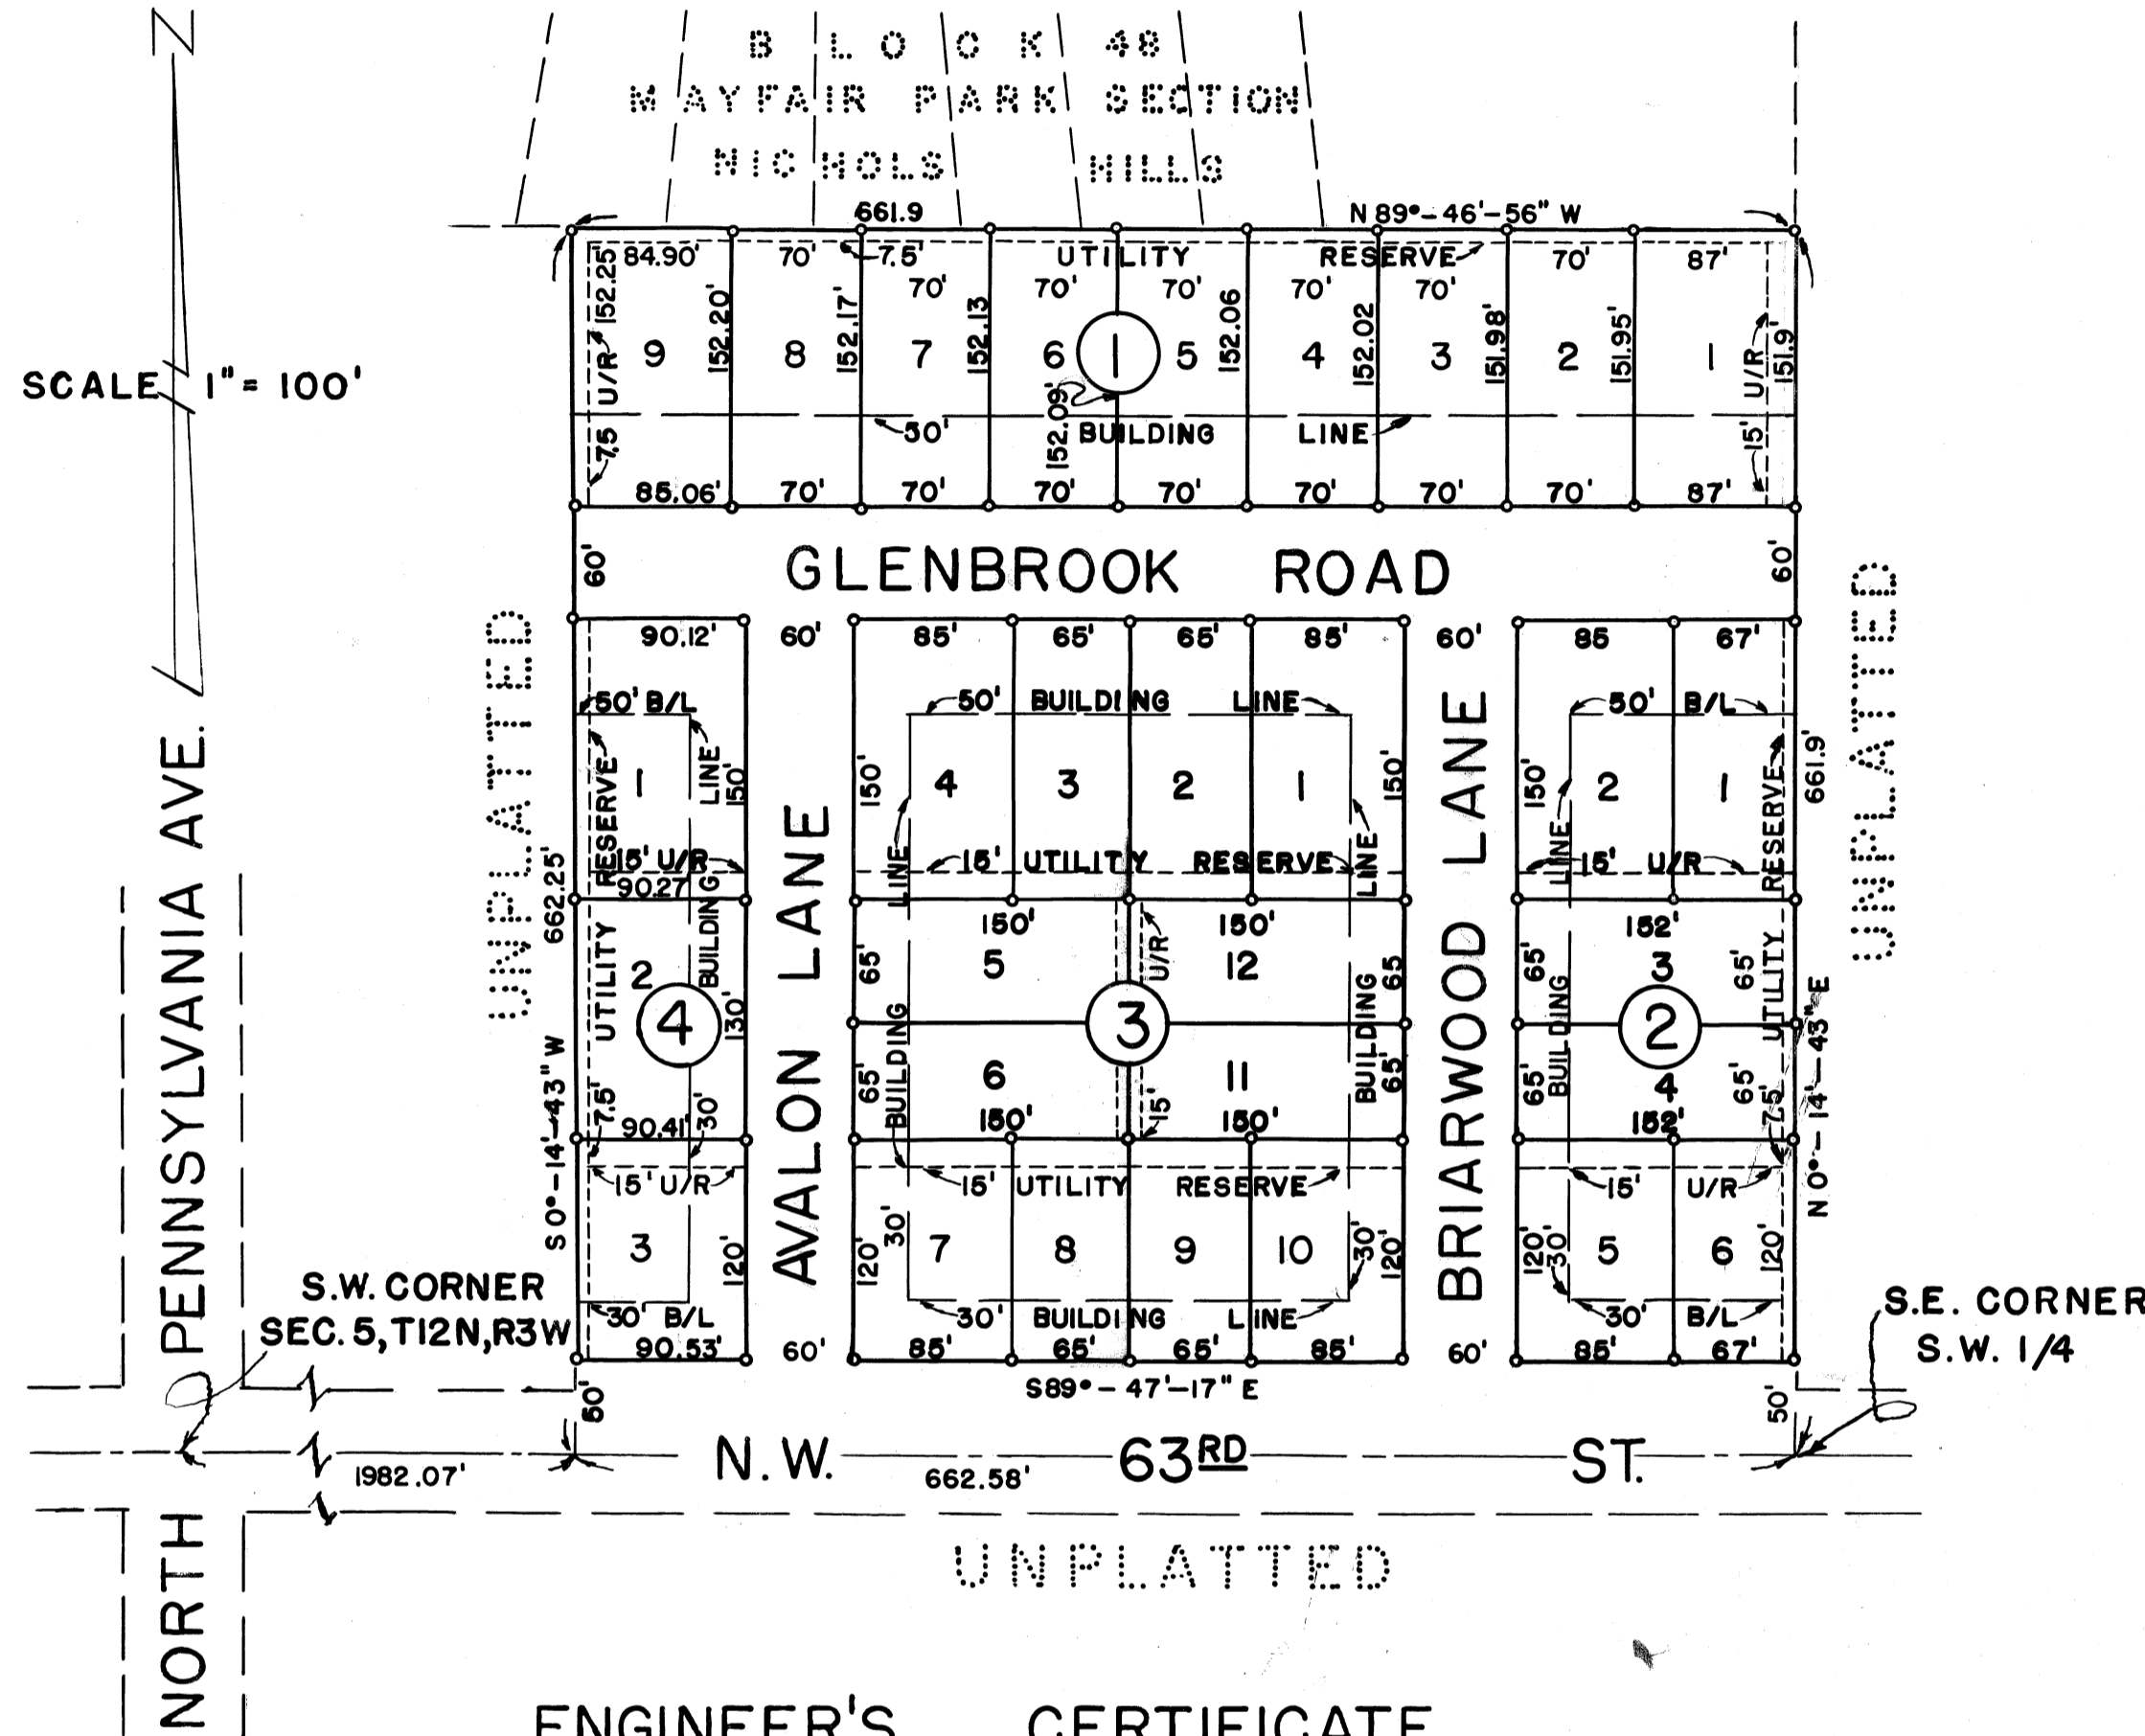 N
B L O C K 48
MAYFAIR PARK SECTION
NICHOLS HILLS
661.9 N 89°-46'-56" W
84.90' 70' 7.5' UTILITY RESERVE 70' 87'
70' 70' 70' 70' 70'
152.25 152.20' 152.17' 152.13 152.09' 152.06 152.02 151.98' 151.95' 151.9'
7.5 U/R
15' U/R
9 8 7 6 1 5 4 3 2 1
SCALE 1" = 100'
30' BUILDING LINE
85.06' 70' 70' 70' 70' 70' 70' 70' 87'
60' GLENBROOK ROAD 60'
UNPLATTED
UNPLATTED
90.12' 60' 85' 65' 65' 85' 60' 85 67'
50' B/L 50' BUILDING LINE 50' B/L
1 4 3 2 1 2 1
150' 150' 150' 150'
15' U/R 15' UTILITY RESERVE 15' U/R
90.27'
150' 150' 152'
2 5 12 3
7.5' UTILITY RESERVE
30' BUILDING LINE
130'
65' 65 65' 65'
U/R 15'
4 3 2
BUILDING LINE
BUILDING LINE
BUILDING LINE
7.5' UTILITY RESERVE
6 11 4
65' 65' 65' 65'
90.41' 150' 150' 152'
15' U/R 15' UTILITY RESERVE 15' U/R
3 7 8 9 10 5 6
120' 120' 30' 30' 120' 120' 30' 120'
30' B/L 30' BUILDING LINE 30' B/L
90.53' 60' 85' 65' 65' 85' 60' 85' 67'
S89°-47'-17" E
AVALON LANE
BRIARWOOD LANE
S 0°-14'-43" W 662.25'
N 0°-14'-43" E 661.9'
NORTH PENNSYLVANIA AVE.
S.W. CORNER
SEC. 5, T12N, R3W
S.E. CORNER
S.W. 1/4
50' 50'
N.W. 63RD ST.
1982.07' 662.58'
UNPLATTED
ENGINEER'S CERTIFICATE